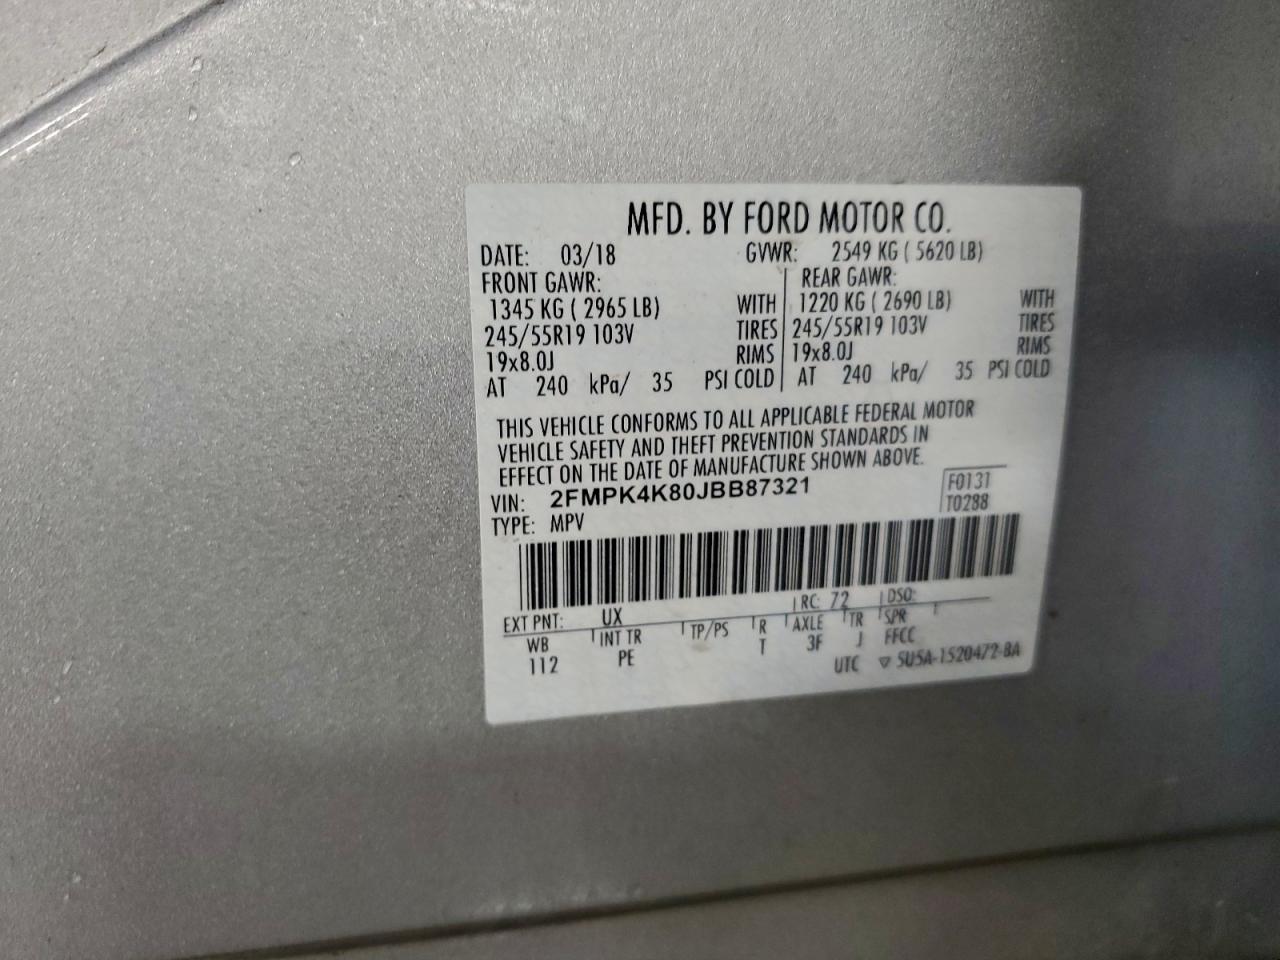 MFD. BY FORD MOTOR CO.
DATE: 03/18 GVWR: 2549 KG ( 5620 LB)
FRONT GAWR: REAR GAWR:
1345 KG ( 2965 LB) WITH 1220 KG ( 2690 LB) WITH
245/55R19 103V TIRES 245/55R19 103V TIRES
19x8.0J RIMS 19x8.0J RIMS
AT 240 kPa/ 35 PSI COLD AT 240 kPa/ 35 PSI COLD
THIS VEHICLE CONFORMS TO ALL APPLICABLE FEDERAL MOTOR
VEHICLE SAFETY AND THEFT PREVENTION STANDARDS IN
EFFECT ON THE DATE OF MANUFACTURE SHOWN ABOVE.
VIN: 2FMPK4K80JBB87321 F0131
TYPE: MPV T0288
EXT PNT: UX RC: 72 DSO:
WB INT TR TP/PS R AXLE TR SPR
112 PE T 3F J FFCC
UTC ▽ 5U5A-1520472-BA